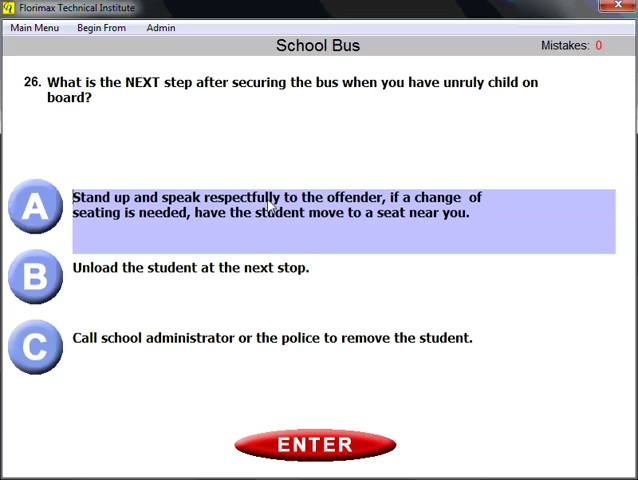 Florimax Technical Institute
Main Menu Begin From Admin
School Bus Mistakes: 0
26. What is the NEXT step after securing the bus when you have unruly child on
board?
A Stand up and speak respectfully to the offender, if a change of
seating is needed, have the student move to a seat near you.
B Unload the student at the next stop.
C Call school administrator or the police to remove the student.
ENTER